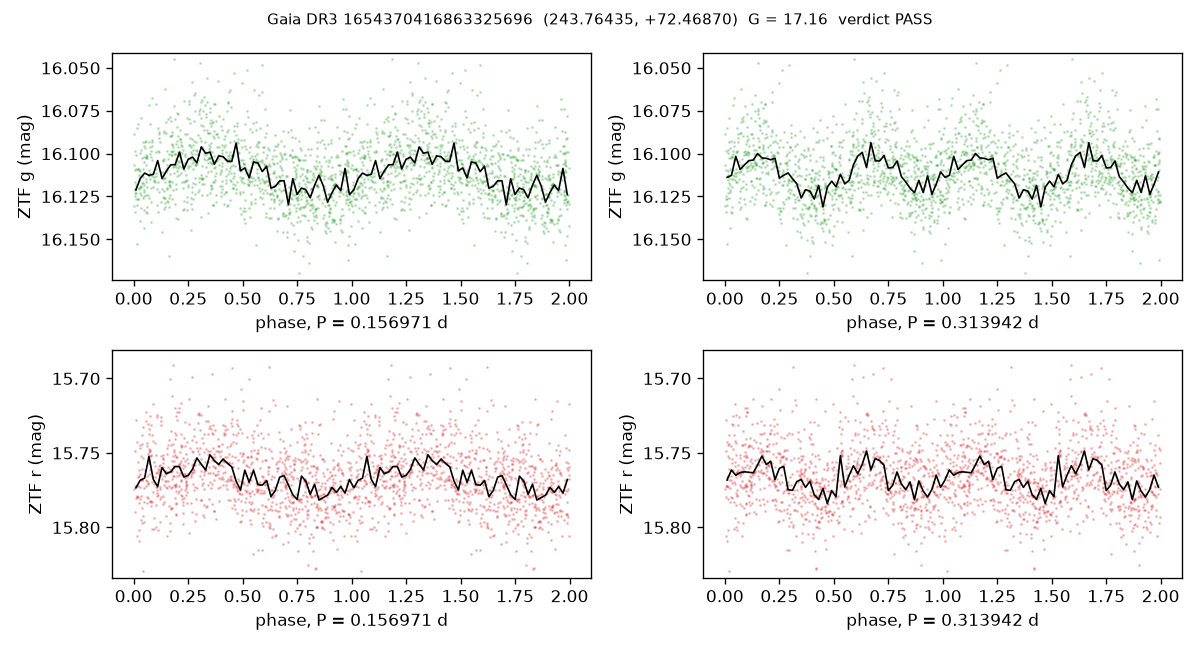 Gaia DR3 1654370416863325696 (243.76435, +72.46870) G = 17.16 verdict PASS
ZTF g (mag)
16.050
16.075
16.100
16.125
16.150
0.00 0.25 0.50 0.75 1.00 1.25 1.50 1.75 2.00
phase, P = 0.156971 d
ZTF g (mag)
16.050
16.075
16.100
16.125
16.150
0.00 0.25 0.50 0.75 1.00 1.25 1.50 1.75 2.00
phase, P = 0.313942 d
ZTF r (mag)
15.70
15.75
15.80
0.00 0.25 0.50 0.75 1.00 1.25 1.50 1.75 2.00
phase, P = 0.156971 d
ZTF r (mag)
15.70
15.75
15.80
0.00 0.25 0.50 0.75 1.00 1.25 1.50 1.75 2.00
phase, P = 0.313942 d